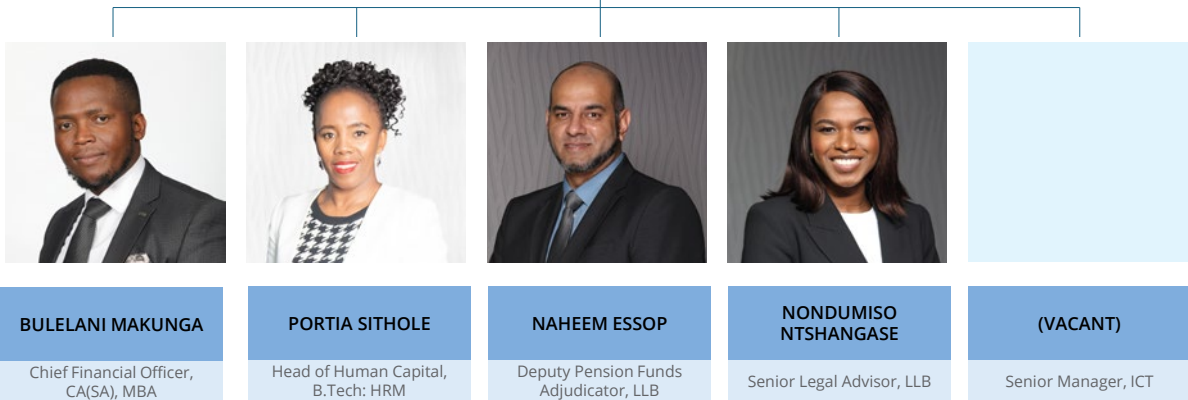 BULELANI MAKUNGA
Chief Financial Officer,
CA(SA), MBA
PORTIA SITHOLE
Head of Human Capital,
B.Tech: HRM
NAHEEM ESSOP
Deputy Pension Funds
Adjudicator, LLB
NONDUMISO
NTSHANGASE
Senior Legal Advisor, LLB
(VACANT)
Senior Manager, ICT